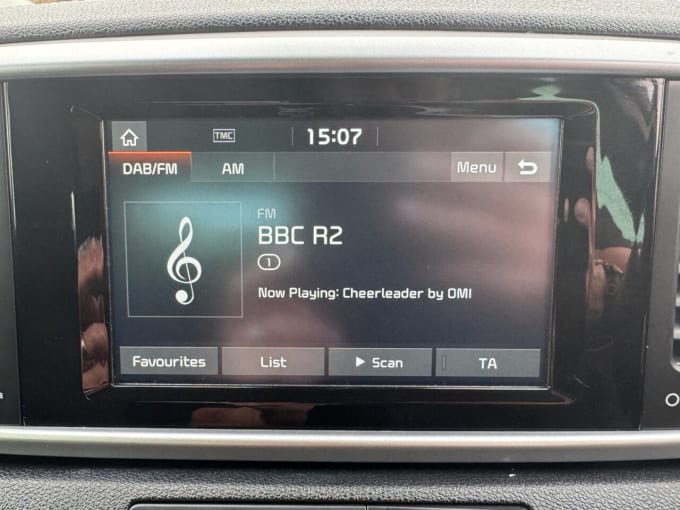 TMC 15:07
DAB/FM AM Menu
FM
BBC R2
1
Now Playing: Cheerleader by OMI
Favourites List Scan TA